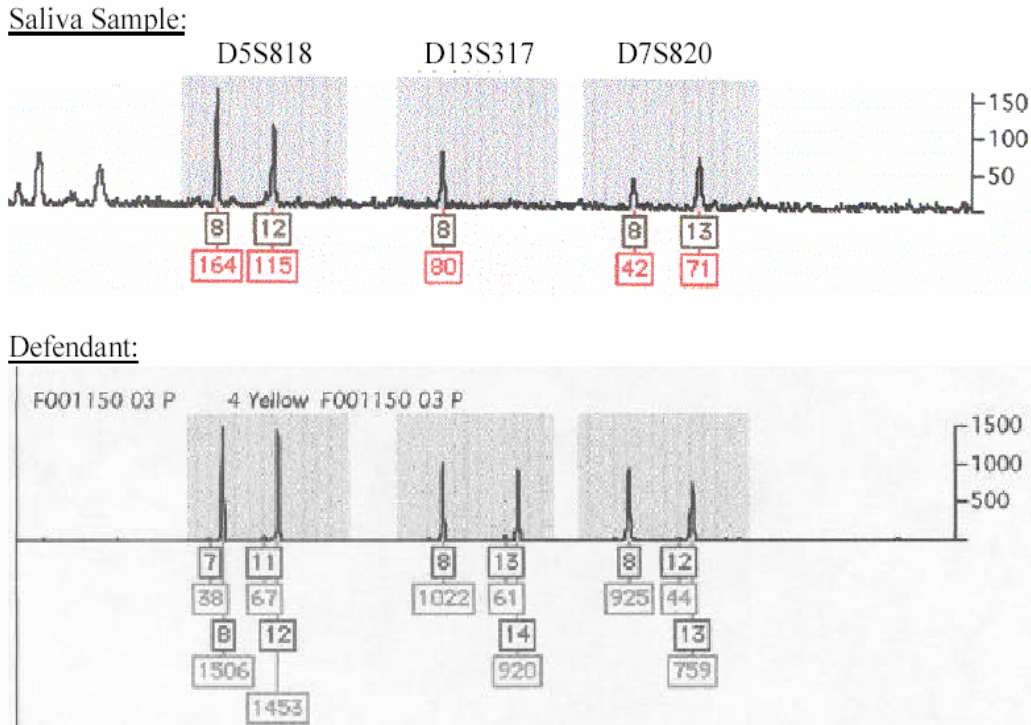 Saliva Sample:
D5S818 D13S317 D7S820
150
100
50
8 12 8 8 13
164 115 80 42 71
Defendant:
F001150 03 P 4 Yellow F001150 03 P
1500
1000
500
7 11 8 13 8 12
38 67 1022 61 925 44
8 12 14 13
1506 920 759
1453